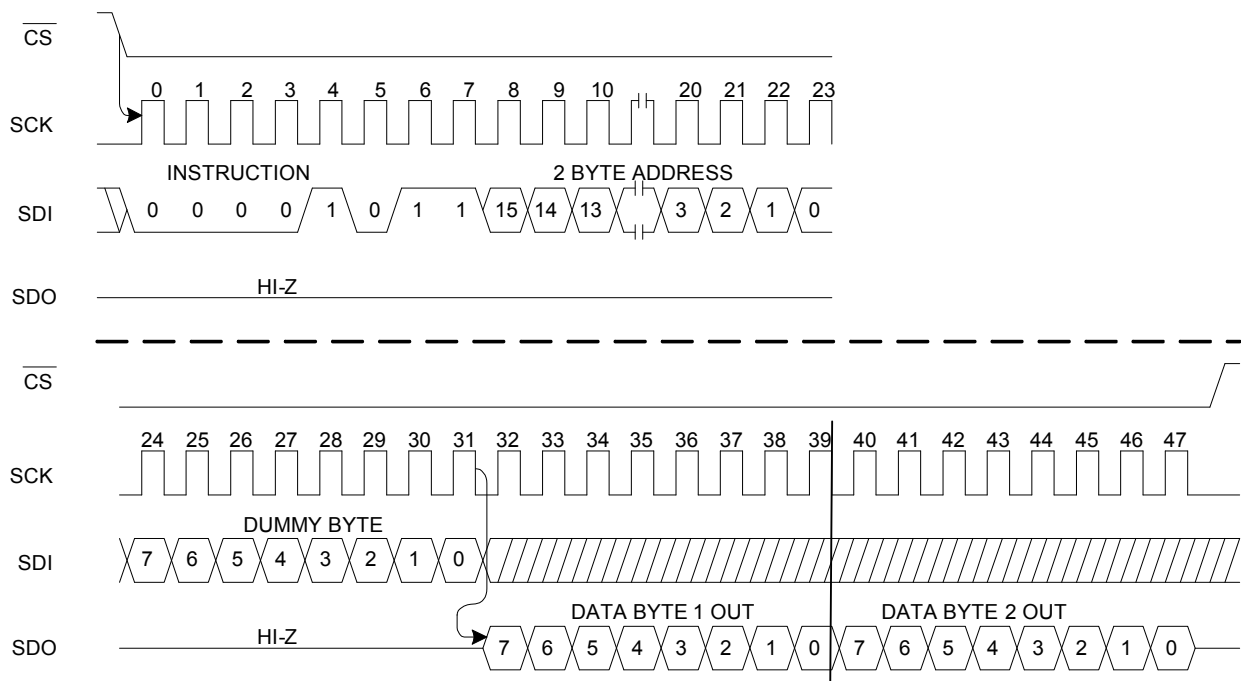 CS
0 1 2 3 4 5 6 7 8 9 10 20 21 22 23
SCK
INSTRUCTION 2 BYTE ADDRESS
SDI 0 0 0 0 1 0 1 1 15 14 13 3 2 1 0
HI-Z
SDO
CS
24 25 26 27 28 29 30 31 32 33 34 35 36 37 38 39 40 41 42 43 44 45 46 47
SCK
DUMMY BYTE
SDI 7 6 5 4 3 2 1 0
DATA BYTE 1 OUT DATA BYTE 2 OUT
SDO HI-Z 7 6 5 4 3 2 1 0 7 6 5 4 3 2 1 0